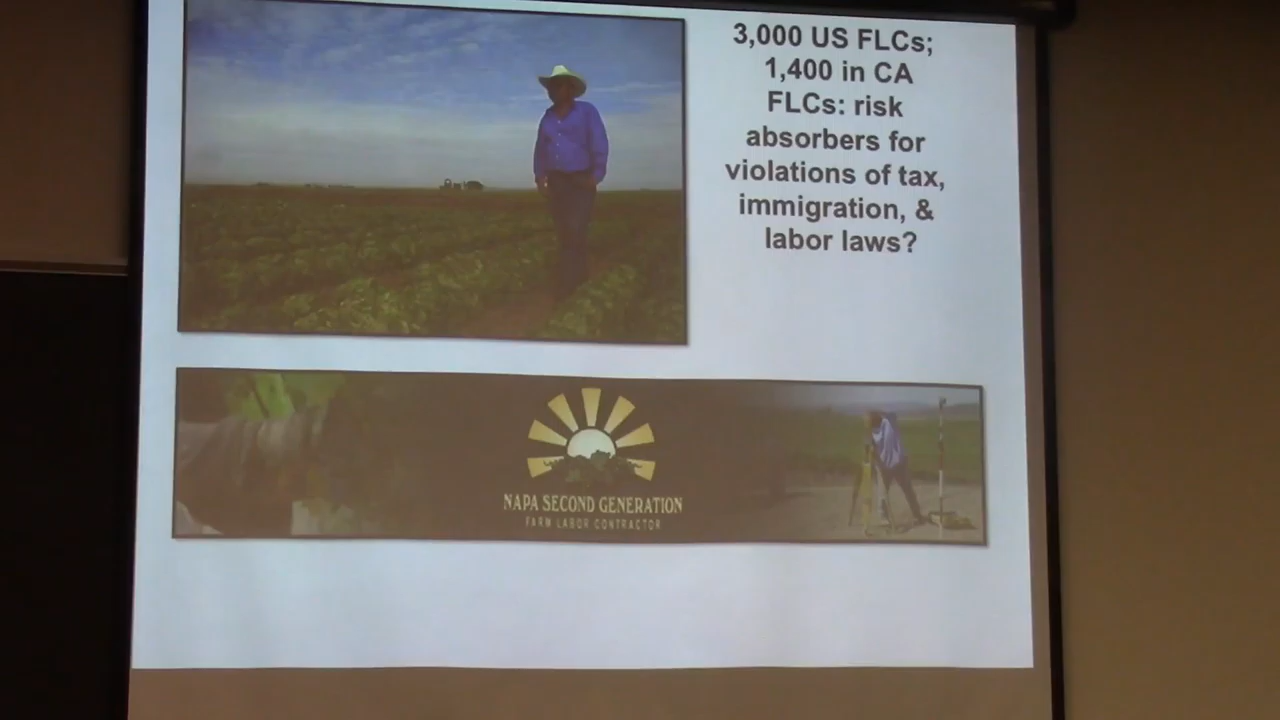 3,000 US FLCs;
1,400 in CA
FLCs: risk
absorbers for
violations of tax,
immigration, &
labor laws?
NAPA SECOND GENERATION
FARM LABOR CONTRACTOR